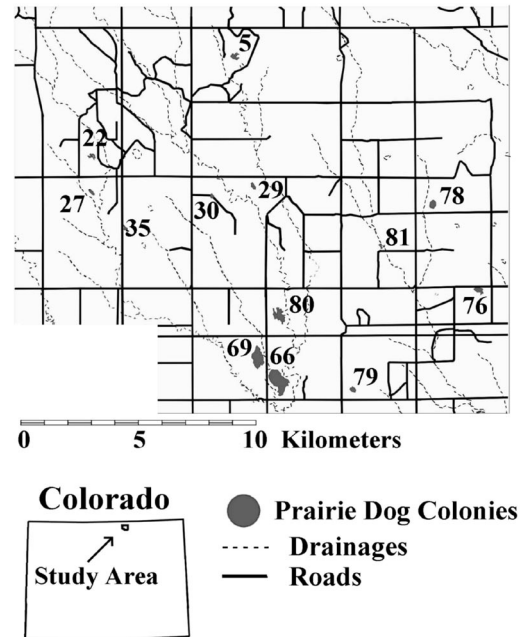 5
22
29
78
27
30
35
81
80
76
69
66
79
0 5 10 Kilometers
Colorado
Study Area
Prairie Dog Colonies
Drainages
Roads